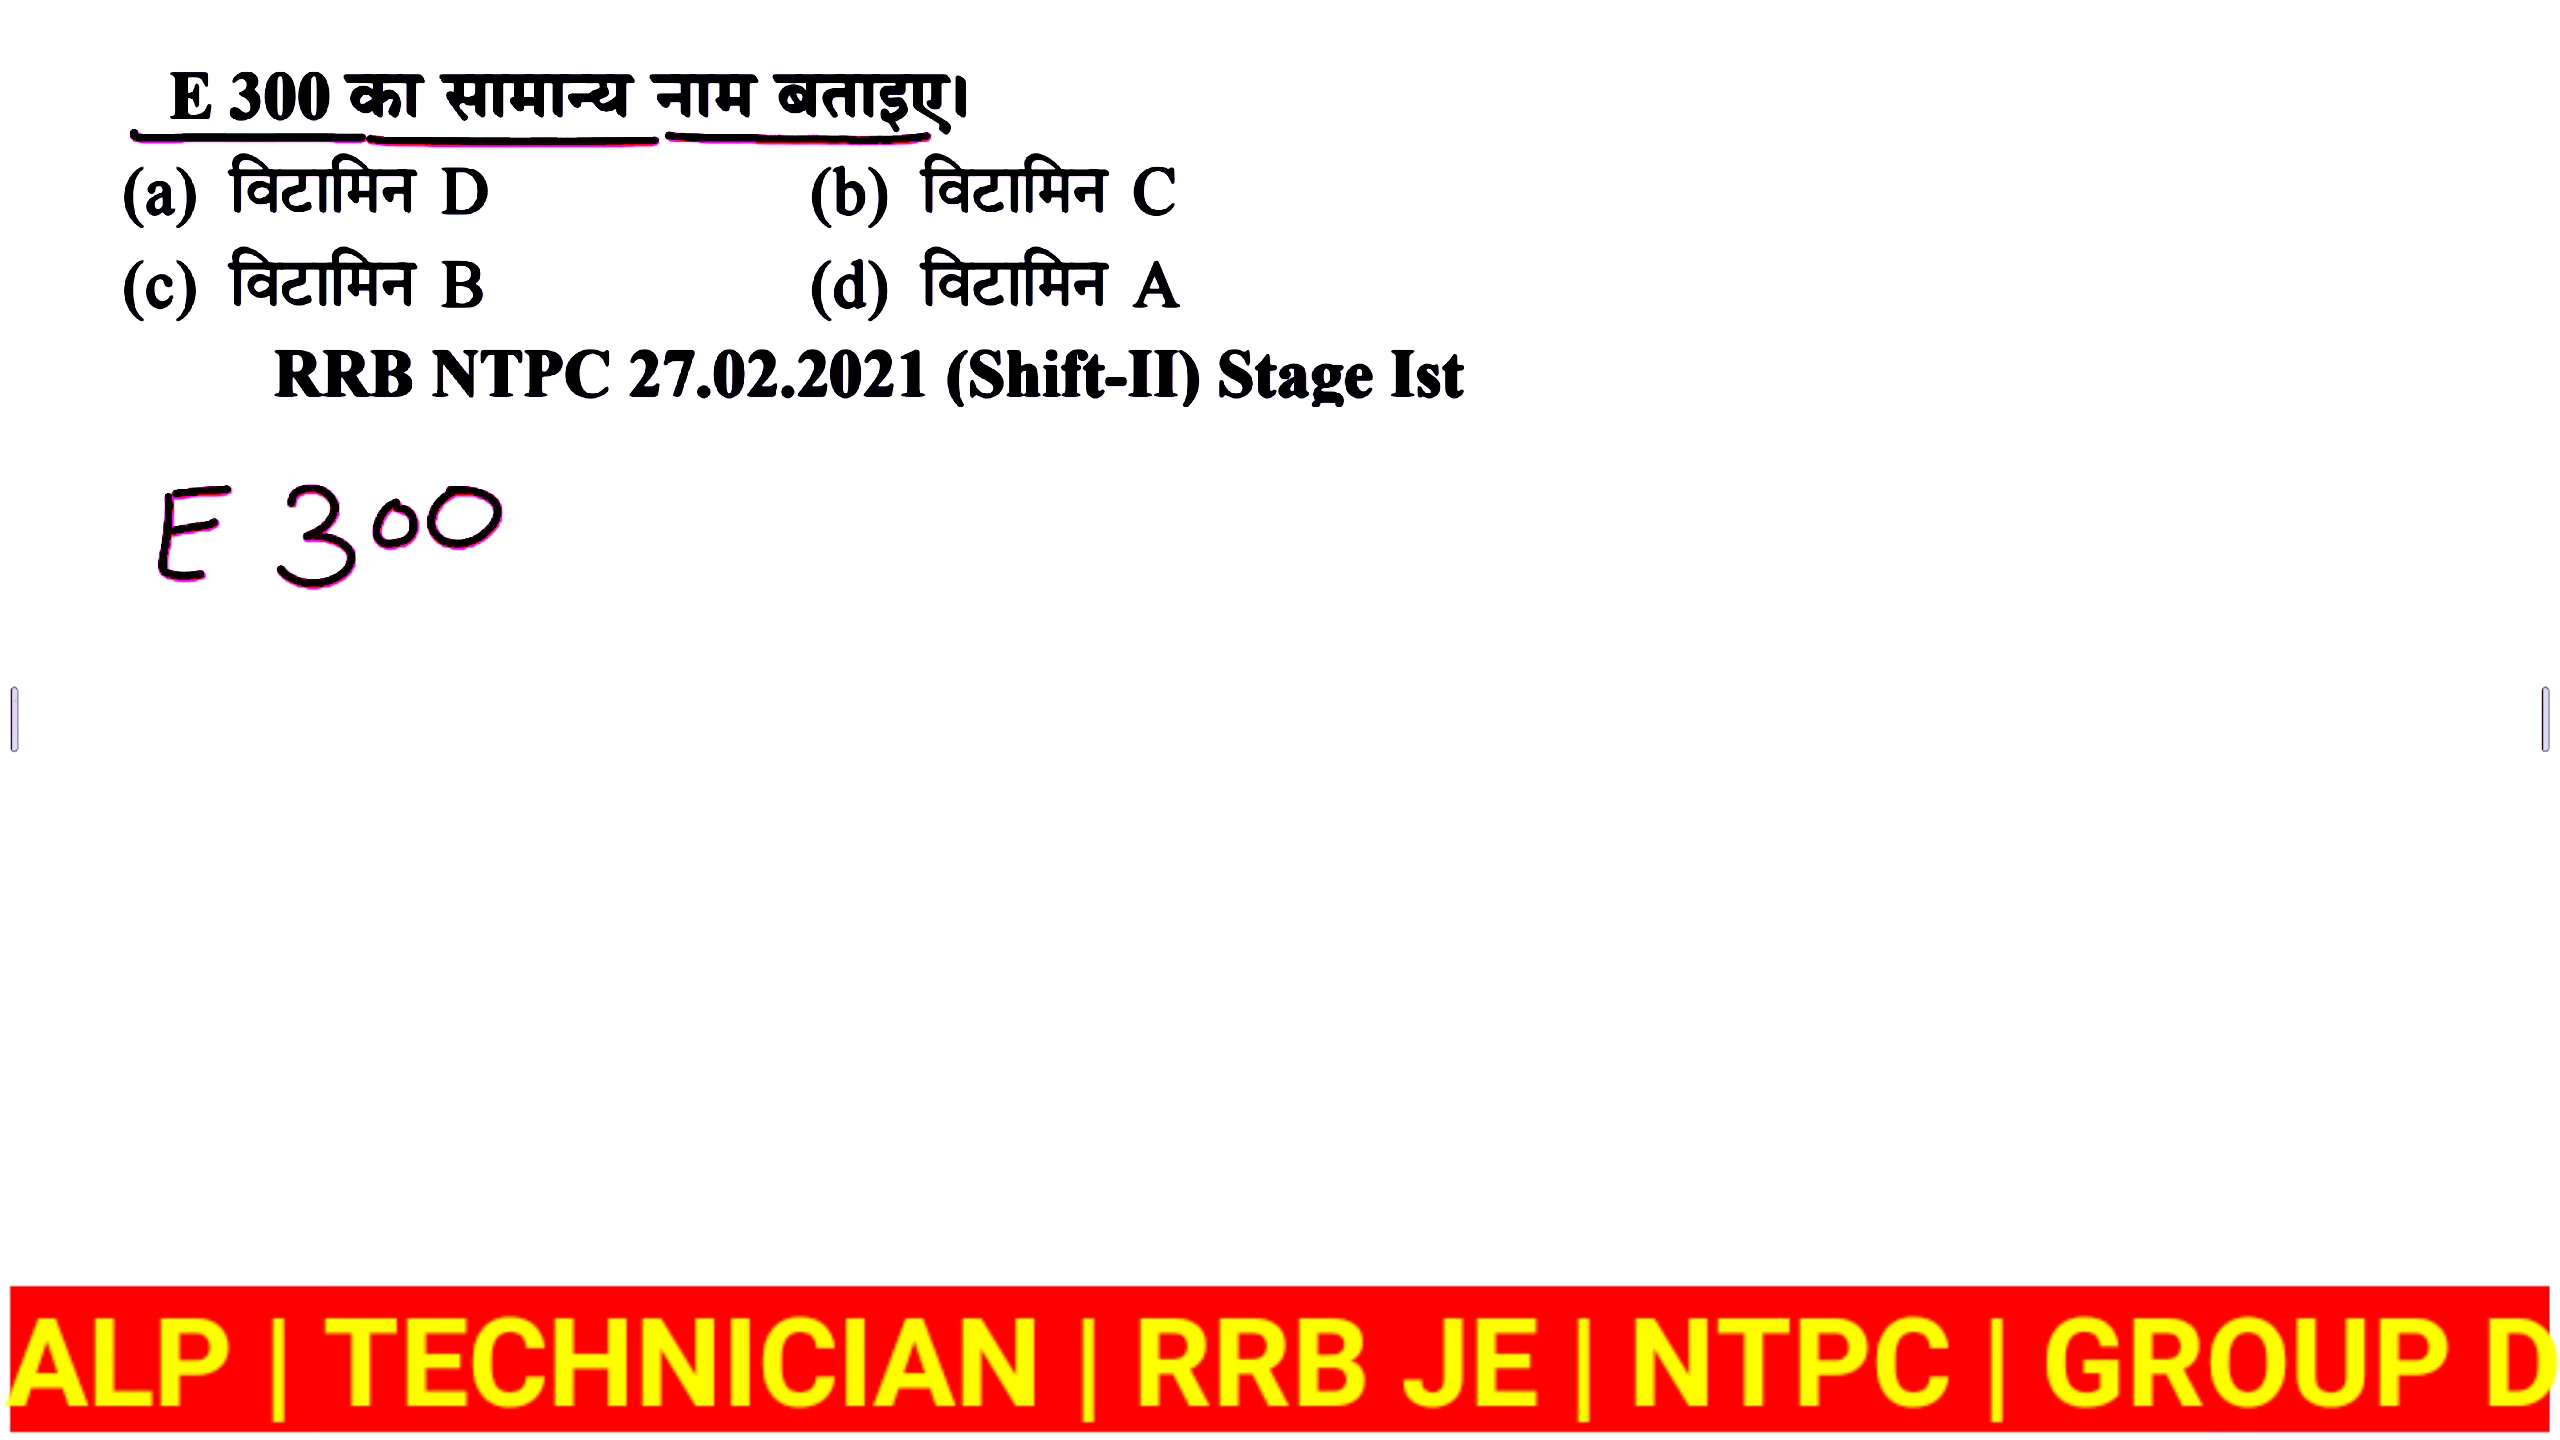 E 300 का सामान्य नाम बताइए।
(a) विटामिन D (b) विटामिन C
(c) विटामिन B (d) विटामिन A
RRB NTPC 27.02.2021 (Shift-II) Stage Ist
E 300
ALP | TECHNICIAN | RRB JE | NTPC | GROUP D